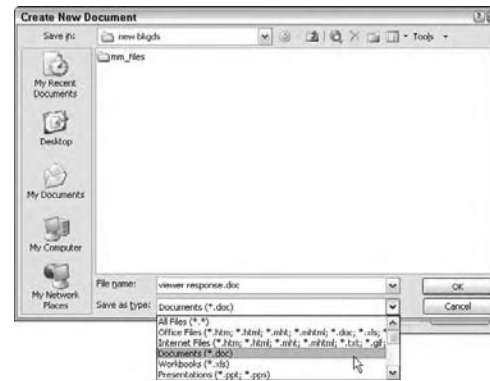 Create New Document
Save in:
new bkgds
Tools
mm_files
My Recent
Documents
Desktop
My Documents
My Computer
My Network
Places
File name:
viewer response.doc
OK
Save as type:
Documents (*.doc)
Cancel
All Files (*.*)
Office Files (*.htm; *.html; *.mht; *.mhtml; *.doc; *.xls; *
Internet Files (*.htm; *.html; *.mht; *.mhtml; *.txt; *.gif;
Documents (*.doc)
Workbooks (*.xls)
Presentations (*.ppt; *.pps)